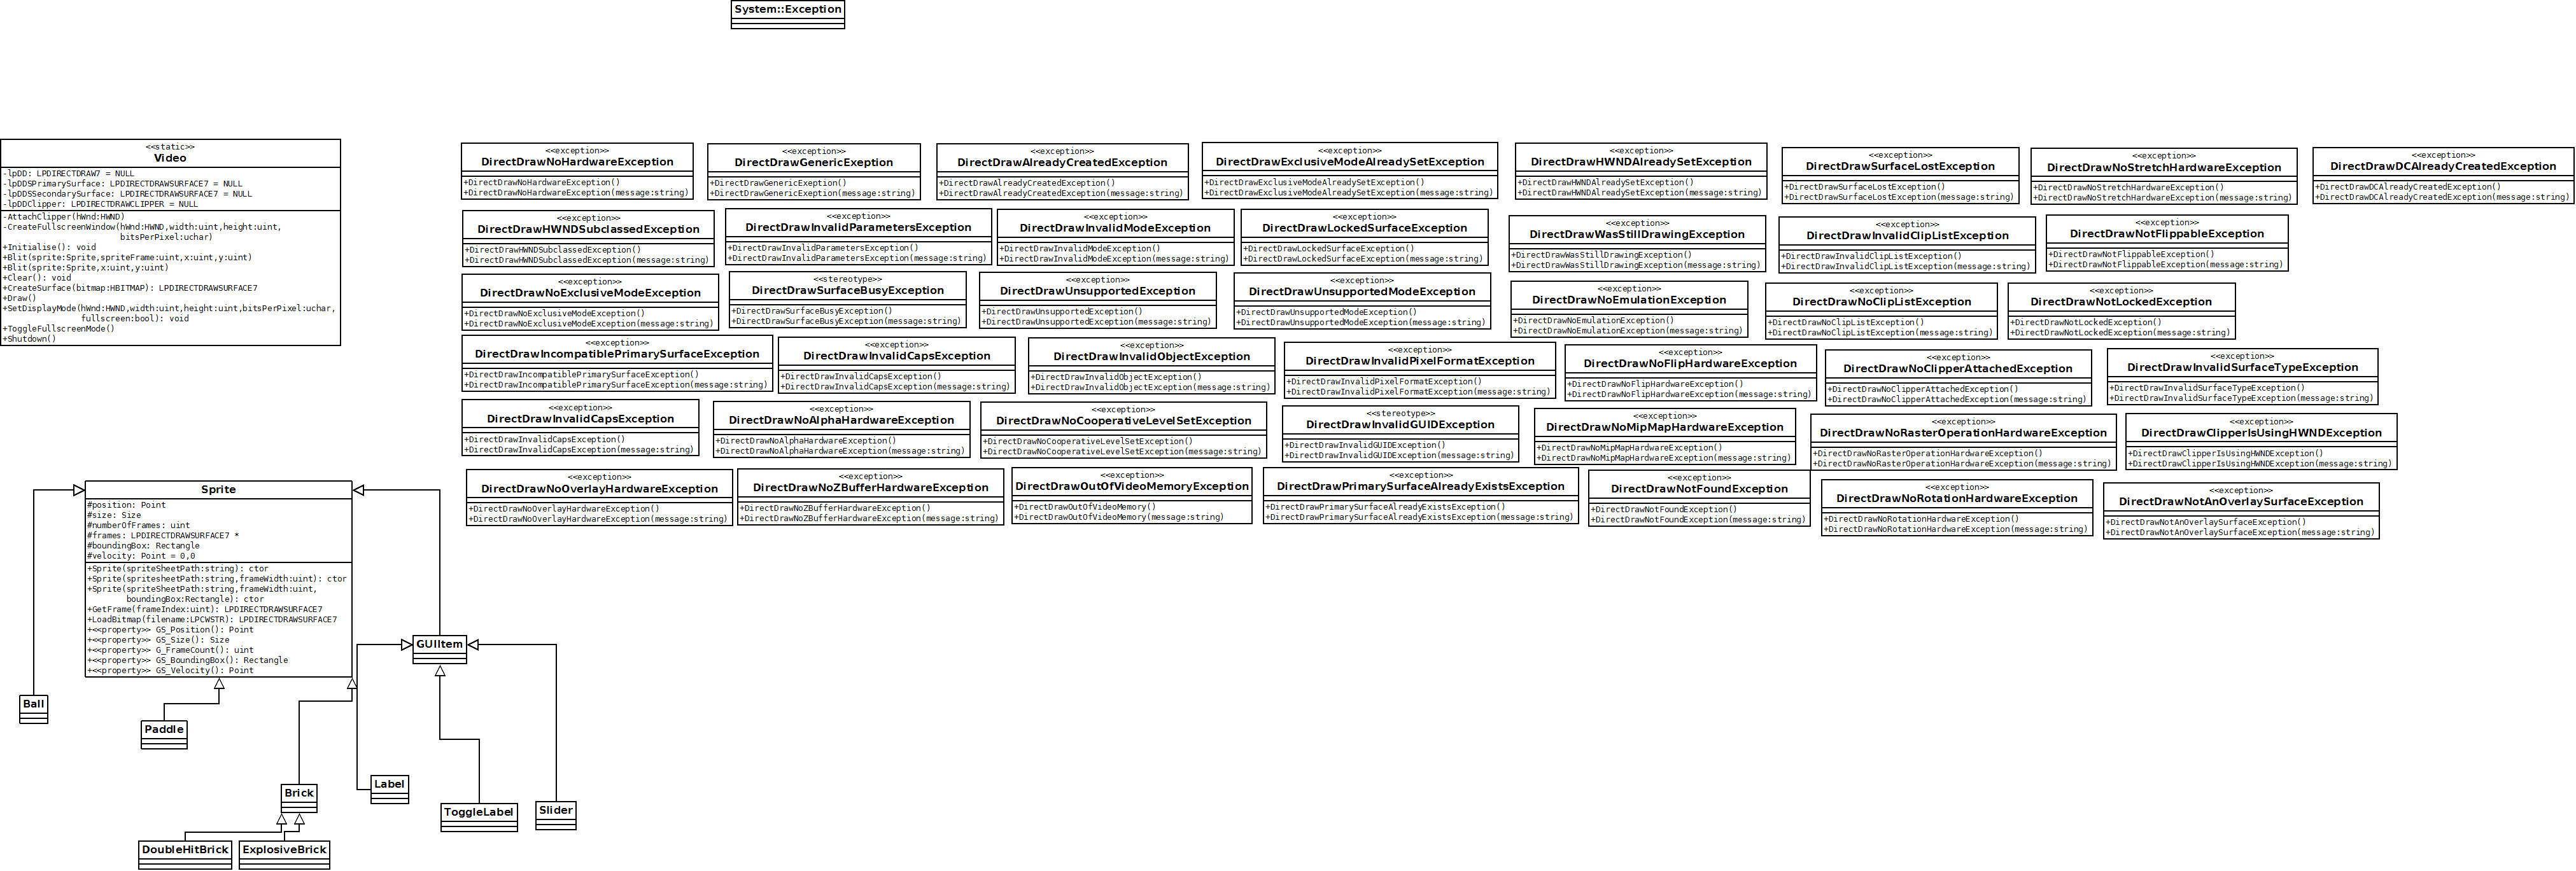 System::Exception
<<static>>
Video
-lpDD: LPDIRECTDRAW7 = NULL
-lpDDSPrimarySurface: LPDIRECTDRAWSURFACE7 = NULL
-lpDDSSecondarySurface: LPDIRECTDRAWSURFACE7 = NULL
-lpDDClipper: LPDIRECTDRAWCLIPPER = NULL
-AttachClipper(hWnd:HWND)
-CreateFullscreenWindow(hWnd:HWND,width:uint,height:uint,
bitsPerPixel:uchar)
+Initialise(): void
+Blit(sprite:Sprite,spriteFrame:uint,x:uint,y:uint)
+Blit(sprite:Sprite,x:uint,y:uint)
+Clear(): void
+CreateSurface(bitmap:HBITMAP): LPDIRECTDRAWSURFACE7
+Draw()
+SetDisplayMode(hWnd:HWND,width:uint,height:uint,bitsPerPixel:uchar,
fullscreen:bool): void
+ToggleFullscreenMode()
+Shutdown()
<<exception>>
DirectDrawNoHardwareException
+DirectDrawNoHardwareException()
+DirectDrawNoHardwareException(message:string)
<<exception>>
DirectDrawGenericExeption
+DirectDrawGenericExeption()
+DirectDrawGenericExeption(message:string)
<<exception>>
DirectDrawAlreadyCreatedException
+DirectDrawAlreadyCreatedException()
+DirectDrawAlreadyCreatedException(message:string)
<<exception>>
DirectDrawExclusiveModeAlreadySetException
+DirectDrawExclusiveModeAlreadySetException()
+DirectDrawExclusiveModeAlreadySetException(message:string)
<<exception>>
DirectDrawHWNDAlreadySetException
+DirectDrawHWNDAlreadySetException()
+DirectDrawHWNDAlreadySetException(message:string)
<<exception>>
DirectDrawSurfaceLostException
+DirectDrawSurfaceLostException()
+DirectDrawSurfaceLostException(message:string)
<<exception>>
DirectDrawNoStretchHardwareException
+DirectDrawNoStretchHardwareException()
+DirectDrawNoStretchHardwareException(message:string)
<<exception>>
DirectDrawDCAlreadyCreatedException
+DirectDrawDCAlreadyCreatedException()
+DirectDrawDCAlreadyCreatedException(message:string)
<<exception>>
DirectDrawHWNDSubclassedException
+DirectDrawHWNDSubclassedException()
+DirectDrawHWNDSubclassedException(message:string)
<<exception>>
DirectDrawInvalidParametersException
+DirectDrawInvalidParametersException()
+DirectDrawInvalidParametersException(message:string)
<<exception>>
DirectDrawInvalidModeException
+DirectDrawInvalidModeException()
+DirectDrawInvalidModeException(message:string)
<<exception>>
DirectDrawLockedSurfaceException
+DirectDrawLockedSurfaceException()
+DirectDrawLockedSurfaceException(message:string)
<<exception>>
DirectDrawWasStillDrawingException
+DirectDrawWasStillDrawingException()
+DirectDrawWasStillDrawingException(message:string)
<<exception>>
DirectDrawInvalidClipListException
+DirectDrawInvalidClipListException()
+DirectDrawInvalidClipListException(message:string)
<<exception>>
DirectDrawNotFlippableException
+DirectDrawNotFlippableException()
+DirectDrawNotFlippableException(message:string)
<<exception>>
DirectDrawNoExclusiveModeException
+DirectDrawNoExclusiveModeException()
+DirectDrawNoExclusiveModeException(message:string)
<<stereotype>>
DirectDrawSurfaceBusyException
+DirectDrawSurfaceBusyException()
+DirectDrawSurfaceBusyException(message:string)
<<exception>>
DirectDrawUnsupportedException
+DirectDrawUnsupportedException()
+DirectDrawUnsupportedException(message:string)
<<exception>>
DirectDrawUnsupportedModeException
+DirectDrawUnsupportedModeException()
+DirectDrawUnsupportedModeException(message:string)
<<exception>>
DirectDrawNoEmulationException
+DirectDrawNoEmulationException()
+DirectDrawNoEmulationException(message:string)
<<exception>>
DirectDrawNoClipListException
+DirectDrawNoClipListException()
+DirectDrawNoClipListException(message:string)
<<exception>>
DirectDrawNotLockedException
+DirectDrawNotLockedException()
+DirectDrawNotLockedException(message:string)
<<exception>>
DirectDrawIncompatiblePrimarySurfaceException
+DirectDrawIncompatiblePrimarySurfaceException()
+DirectDrawIncompatiblePrimarySurfaceException(message:string)
<<exception>>
DirectDrawInvalidCapsException
+DirectDrawInvalidCapsException()
+DirectDrawInvalidCapsException(message:string)
<<exception>>
DirectDrawInvalidObjectException
+DirectDrawInvalidObjectException()
+DirectDrawInvalidObjectException(message:string)
<<exception>>
DirectDrawInvalidPixelFormatException
+DirectDrawInvalidPixelFormatException()
+DirectDrawInvalidPixelFormatException(message:string)
<<exception>>
DirectDrawNoFlipHardwareException
+DirectDrawNoFlipHardwareException()
+DirectDrawNoFlipHardwareException(message:string)
<<exception>>
DirectDrawNoClipperAttachedException
+DirectDrawNoClipperAttachedException()
+DirectDrawNoClipperAttachedException(message:string)
<<exception>>
DirectDrawInvalidSurfaceTypeException
+DirectDrawInvalidSurfaceTypeException()
+DirectDrawInvalidSurfaceTypeException(message:string)
<<exception>>
DirectDrawInvalidCapsException
+DirectDrawInvalidCapsException()
+DirectDrawInvalidCapsException(message:string)
<<exception>>
DirectDrawNoAlphaHardwareException
+DirectDrawNoAlphaHardwareException()
+DirectDrawNoAlphaHardwareException(message:string)
<<exception>>
DirectDrawNoCooperativeLevelSetException
+DirectDrawNoCooperativeLevelSetException()
+DirectDrawNoCooperativeLevelSetException(message:string)
<<stereotype>>
DirectDrawInvalidGUIDException
+DirectDrawInvalidGUIDException()
+DirectDrawInvalidGUIDException(message:string)
<<exception>>
DirectDrawNoMipMapHardwareException
+DirectDrawNoMipMapHardwareException()
+DirectDrawNoMipMapHardwareException(message:string)
<<exception>>
DirectDrawNoRasterOperationHardwareException
+DirectDrawNoRasterOperationHardwareException()
+DirectDrawNoRasterOperationHardwareException(message:string)
<<exception>>
DirectDrawClipperIsUsingHWNDException
+DirectDrawClipperIsUsingHWNDException()
+DirectDrawClipperIsUsingHWNDException(message:string)
<<exception>>
DirectDrawNoOverlayHardwareException
+DirectDrawNoOverlayHardwareException()
+DirectDrawNoOverlayHardwareException(message:string)
<<exception>>
DirectDrawNoZBufferHardwareException
+DirectDrawNoZBufferHardwareException()
+DirectDrawNoZBufferHardwareException(message:string)
<<exception>>
DirectDrawOutOfVideoMemoryException
+DirectDrawOutOfVideoMemory()
+DirectDrawOutOfVideoMemory(message:string)
<<exception>>
DirectDrawPrimarySurfaceAlreadyExistsException
+DirectDrawPrimarySurfaceAlreadyExistsException()
+DirectDrawPrimarySurfaceAlreadyExistsException(message:string)
<<exception>>
DirectDrawNotFoundException
+DirectDrawNotFoundException()
+DirectDrawNotFoundException(message:string)
<<exception>>
DirectDrawNoRotationHardwareException
+DirectDrawNoRotationHardwareException()
+DirectDrawNoRotationHardwareException(message:string)
<<exception>>
DirectDrawNotAnOverlaySurfaceException
+DirectDrawNotAnOverlaySurfaceException()
+DirectDrawNotAnOverlaySurfaceException(message:string)
Sprite
#position: Point
#size: Size
#numberOfFrames: uint
#frames: LPDIRECTDRAWSURFACE7 *
#boundingBox: Rectangle
#velocity: Point = 0,0
+Sprite(spriteSheetPath:string): ctor
+Sprite(spritesheetPath:string,frameWidth:uint): ctor
+Sprite(spriteSheetPath:string,frameWidth:uint,
boundingBox:Rectangle): ctor
+GetFrame(frameIndex:uint): LPDIRECTDRAWSURFACE7
+LoadBitmap(filename:LPCWSTR): LPDIRECTDRAWSURFACE7
+<<property>> GS_Position(): Point
+<<property>> GS_Size(): Size
+<<property>> G_FrameCount(): uint
+<<property>> GS_BoundingBox(): Rectangle
+<<property>> GS_Velocity(): Point
GUIItem
Ball
Paddle
Brick
Label
ToggleLabel
Slider
DoubleHitBrick
ExplosiveBrick